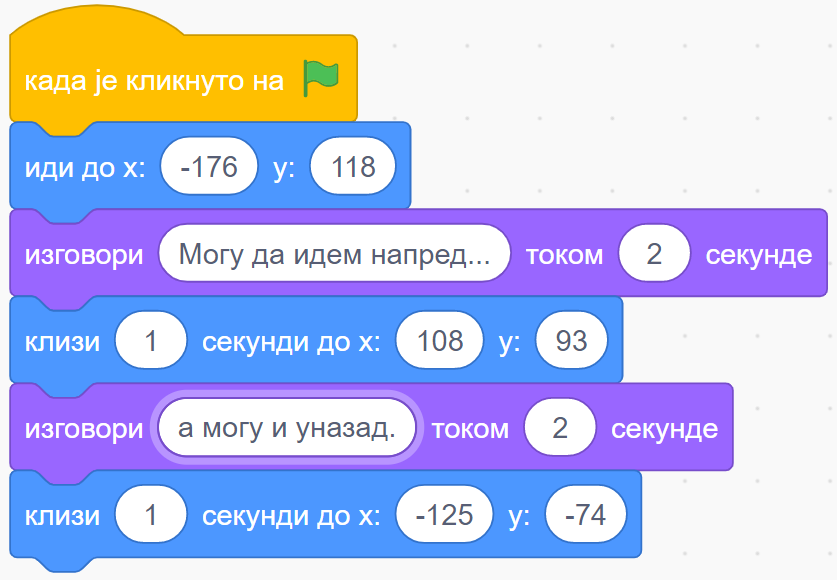 када је кликнуто на
иди до x: -176 y: 118
изговори Могу да идем напред... током 2 секунде
клизи 1 секунди до x: 108 y: 93
изговори а могу и уназад. током 2 секунде
клизи 1 секунди до x: -125 y: -74